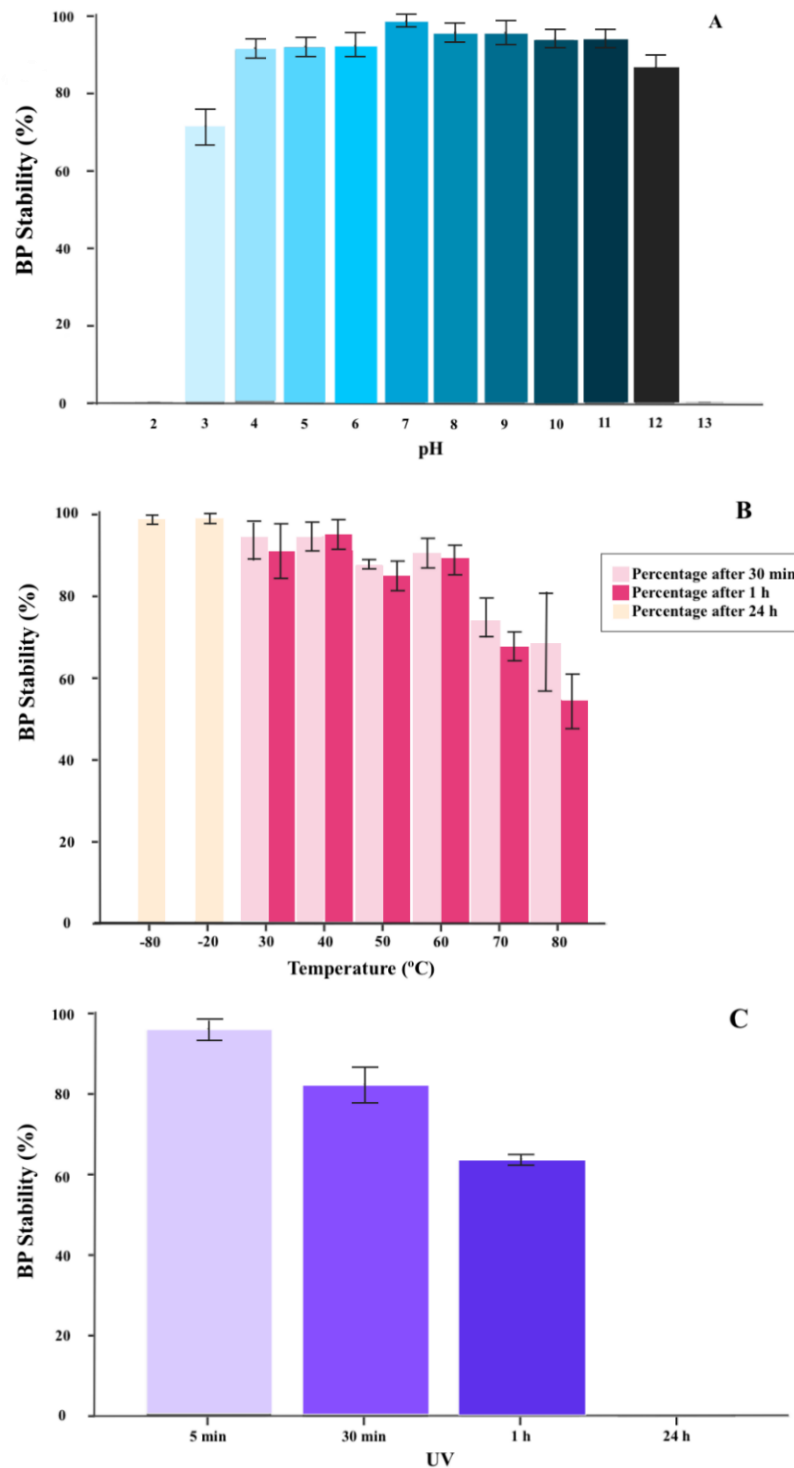 A
BP Stability (%)
100
80
60
40
20
0
2 3 4 5 6 7 8 9 10 11 12 13
pH
B
BP Stability (%)
100
80
60
40
20
0
Percentage after 30 min
Percentage after 1 h
Percentage after 24 h
-80 -20 30 40 50 60 70 80
Temperature (ºC)
C
BP Stability (%)
100
80
60
40
20
0
5 min 30 min 1 h 24 h
UV